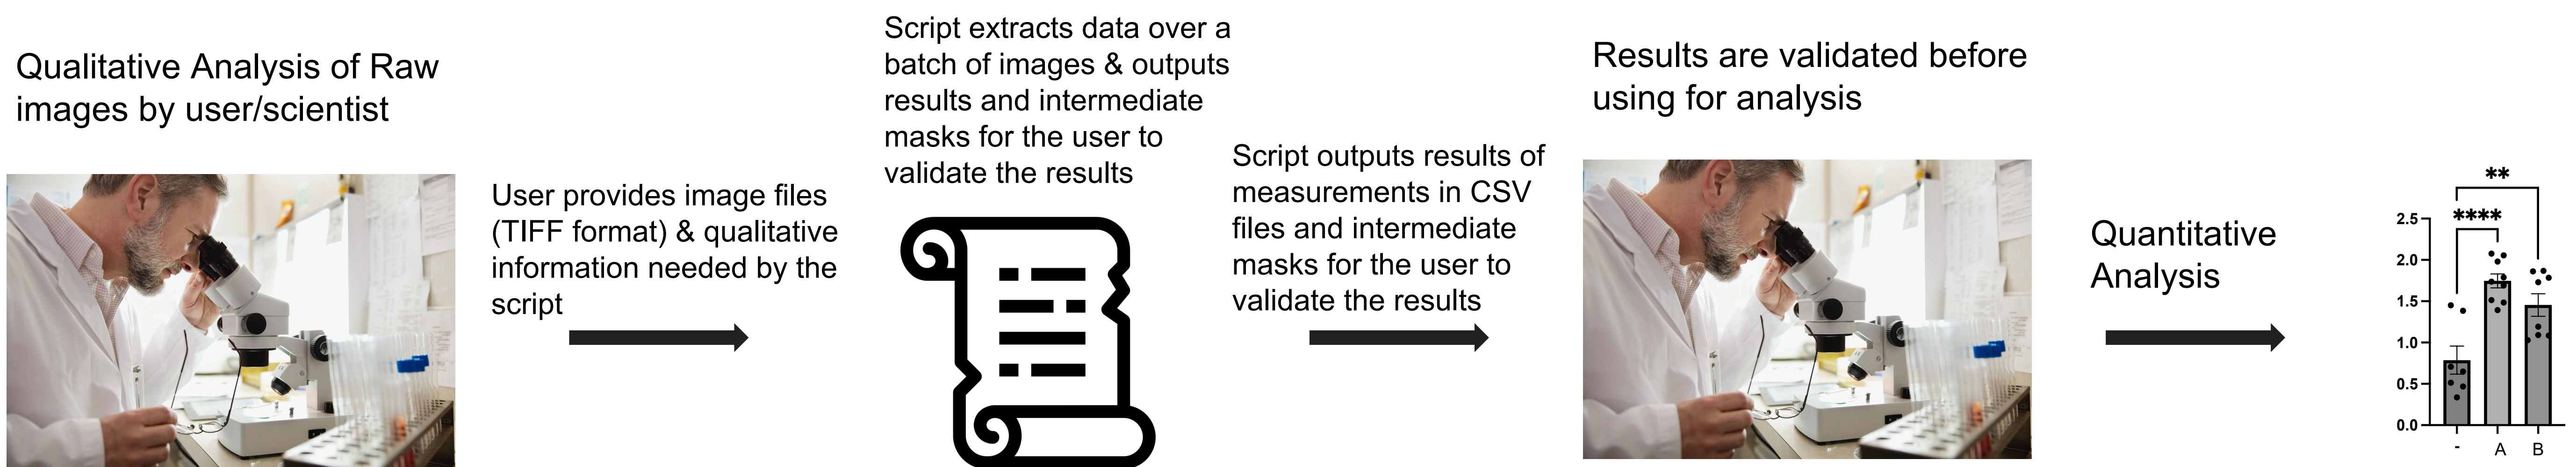 Qualitative Analysis of Raw
images by user/scientist
User provides image files
(TIFF format) & qualitative
information needed by the
script
Script extracts data over a
batch of images & outputs
results and intermediate
masks for the user to
validate the results
Script outputs results of
measurements in CSV
files and intermediate
masks for the user to
validate the results
Results are validated before
using for analysis
Quantitative
Analysis
**
****
2.5
2.0
1.5
1.0
0.5
0.0
- A B